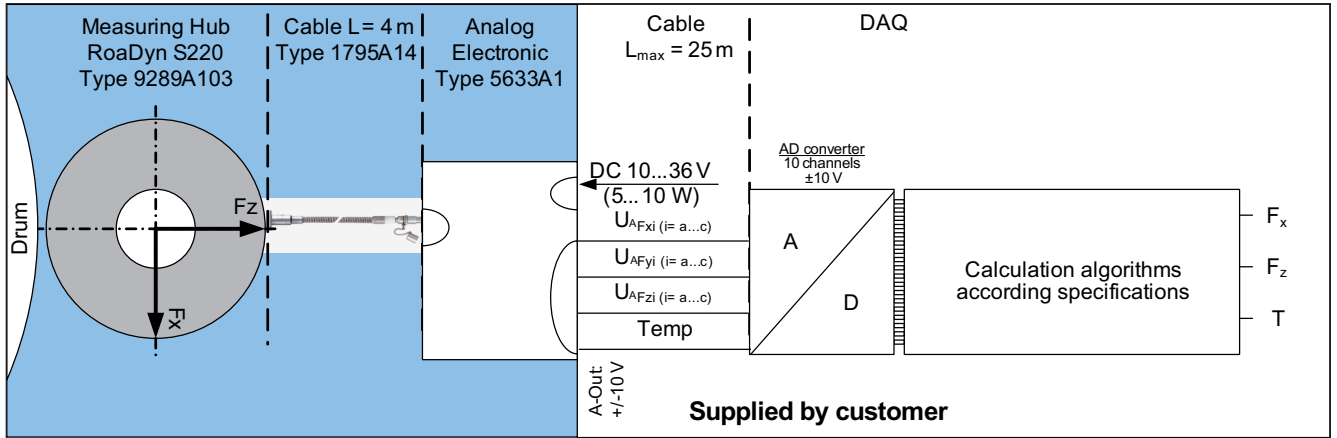 Measuring Hub
RoaDyn S220
Type 9289A103
Cable L= 4 m
Type 1795A14
Analog
Electronic
Type 5633A1
Cable
Lmax = 25 m
DAQ
Drum
Fz
Fx
DC 10...36 V
(5... 10 W)
UAFxi (i= a...c)
UAFyi (i= a...c)
UAFzi (i= a...c)
Temp
A-Out:
+/-10 V
AD converter
10 channels
±10 V
A
D
Calculation algorithms
according specifications
Fx
Fz
T
Supplied by customer